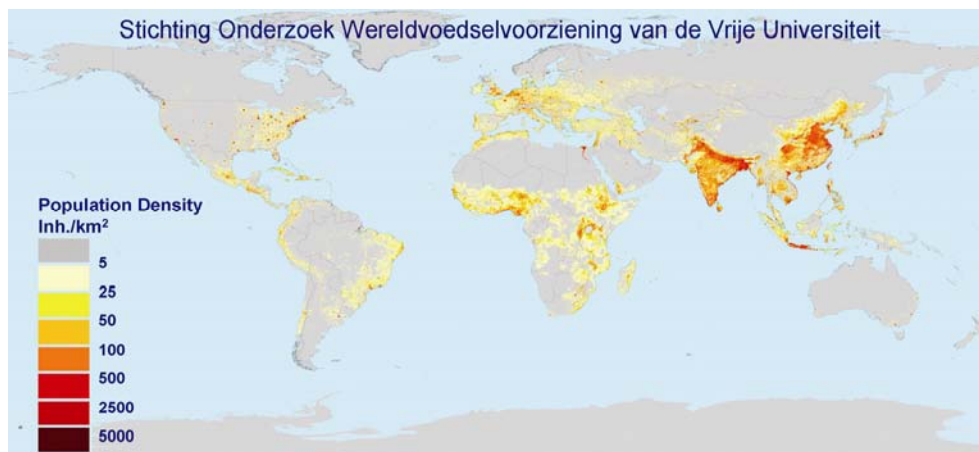 Stichting Onderzoek Wereldvoedselvoorziening van de Vrije Universiteit
Population Density
Inh./km²
5
25
50
100
500
2500
5000